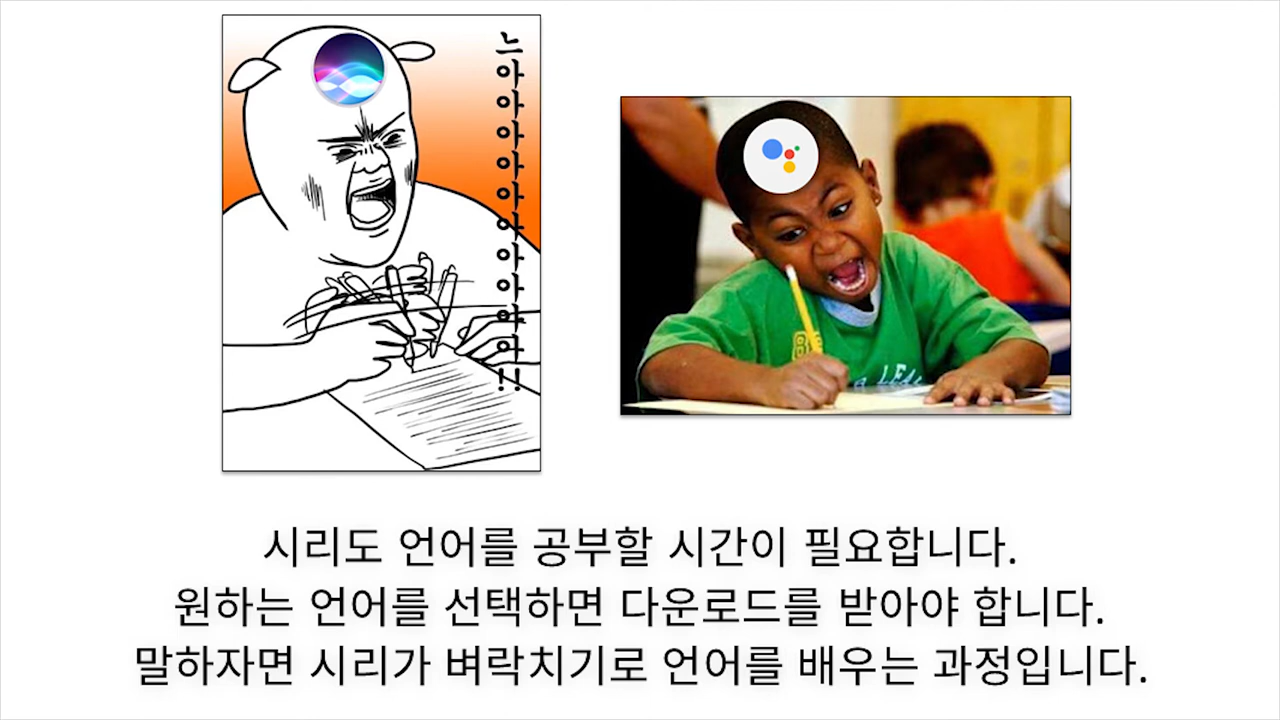 느아아아아아아아아아아!!
시리도 언어를 공부할 시간이 필요합니다.
원하는 언어를 선택하면 다운로드를 받아야 합니다.
말하자면 시리가 벼락치기로 언어를 배우는 과정입니다.